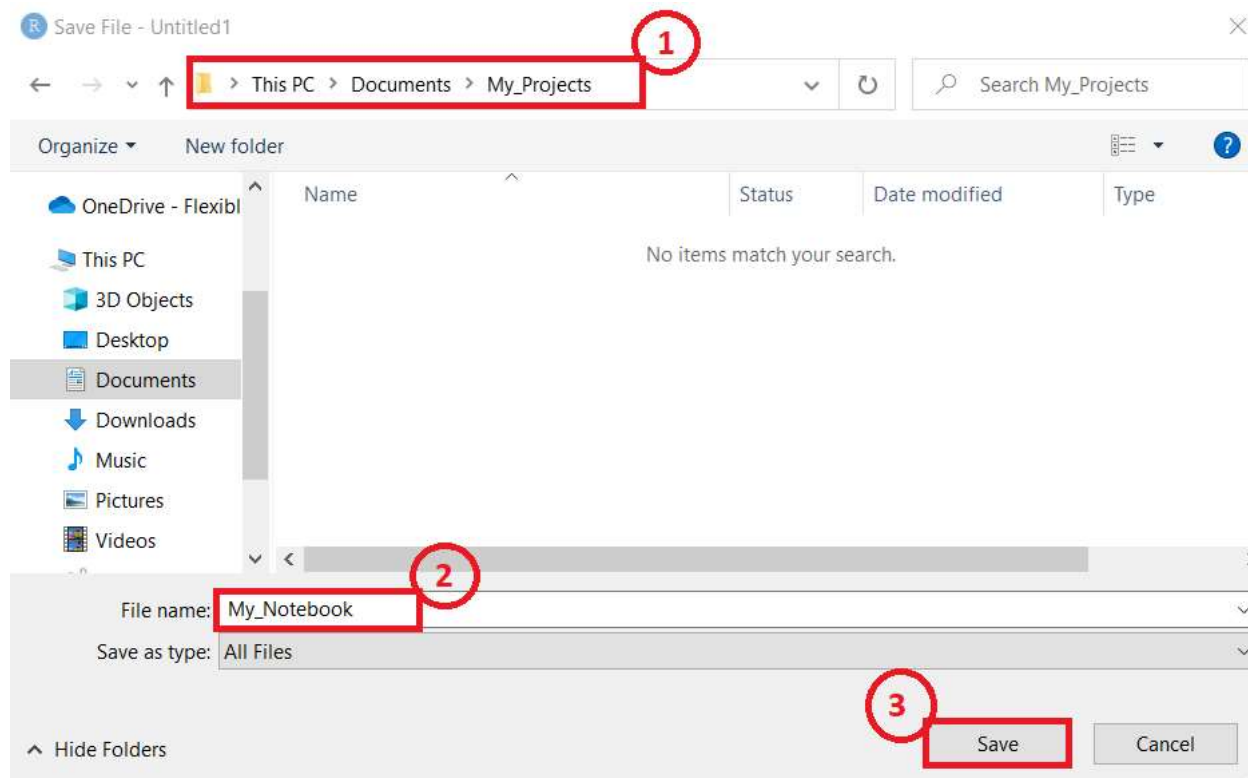 R Save File - Untitled1
1
This PC > Documents > My_Projects
Search My_Projects
Organize New folder
?
Name Status Date modified Type
No items match your search.
OneDrive - Flexibl
This PC
3D Objects
Desktop
Documents
Downloads
Music
Pictures
Videos
2
File name: My_Notebook
Save as type: All Files
3
Hide Folders Save Cancel